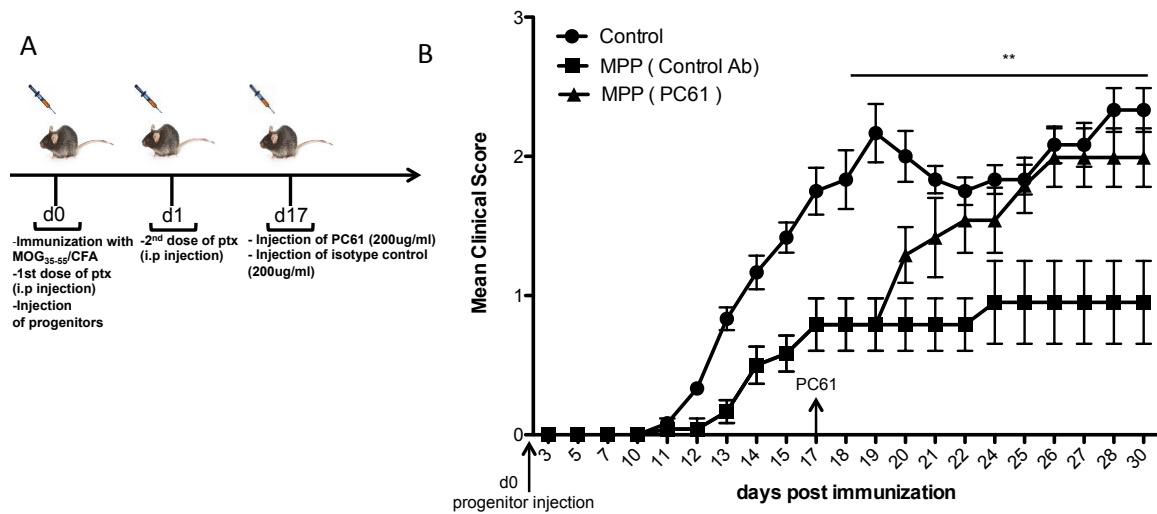 A
d0
d1
d17
-Immunization with
MOG35-55/CFA
-1st dose of ptx
(i.p injection)
-Injection
of progenitors
-2nd dose of ptx
(i.p injection)
- Injection of PC61 (200ug/ml)
- Injection of isotype control
(200ug/ml)
B
Mean Clinical Score
3
2
1
0
Control
MPP ( Control Ab)
MPP ( PC61 )
**
PC61
3 5 7 10 11 12 13 14 15 17 18 19 20 21 22 24 25 26 27 28 30
d0
progenitor injection
days post immunization